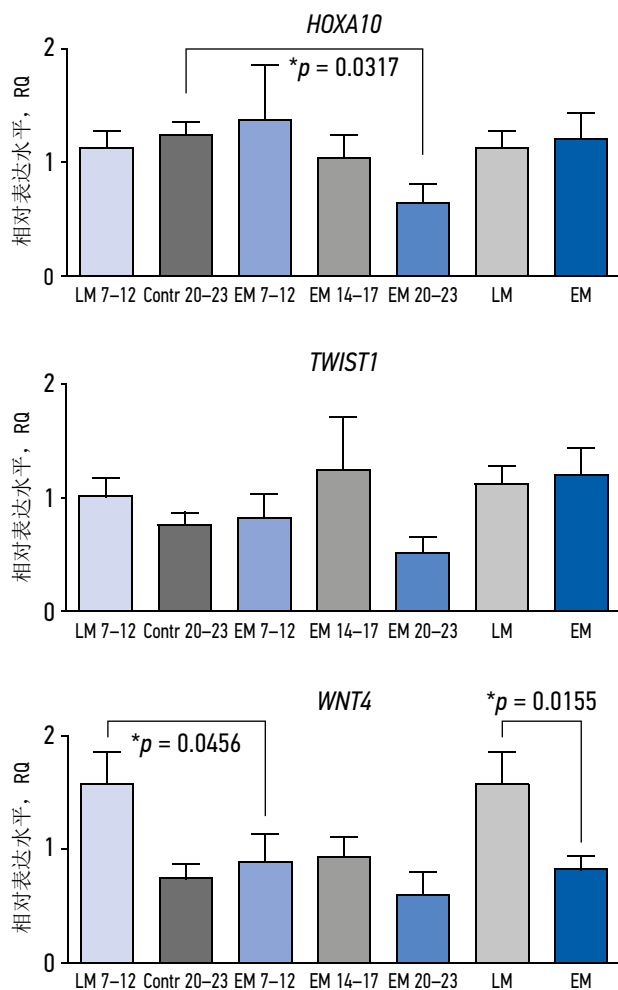 HOXA10
2
*p = 0.0317
1
0
相对表达水平, RQ
LM 7–12 Contr 20–23 EM 7–12 EM 14–17 EM 20–23 LM EM
TWIST1
2
1
0
相对表达水平, RQ
LM 7–12 Contr 20–23 EM 7–12 EM 14–17 EM 20–23 LM EM
WNT4
*p = 0.0155
2
*p = 0.0456
1
0
相对表达水平, RQ
LM 7–12 Contr 20–23 EM 7–12 EM 14–17 EM 20–23 LM EM